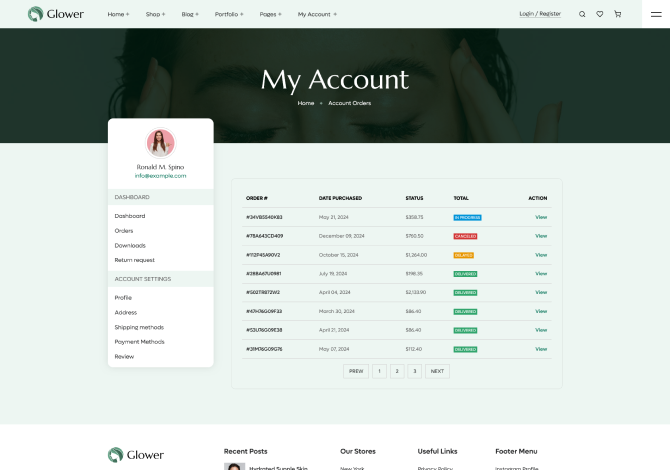 Glower
Home + Shop + Blog + Portfolio + Pages + My Account + Login / Register
My Account
Home Account Orders
Ronald M. Spino
info@example.com
DASHBOARD
Dashboard
Orders
Downloads
Return request
ACCOUNT SETTINGS
Profile
Address
Shipping methods
Payment Methods
Review
ORDER # DATE PURCHASED STATUS TOTAL ACTION
#34VB5540K83 May 21, 2024 $358.75 IN PROGRESS View
#78A643CD409 December 09, 2024 $760.50 CANCELED View
#112P45A90V2 October 15, 2024 $1,264.00 DELAYED View
#28BA67U0981 July 19, 2024 $198.35 DELIVERED View
#502TR872W2 April 04, 2024 $2,133.90 DELIVERED View
#47H76G09F33 March 30, 2024 $86.40 DELIVERED View
#53U76G09E38 April 21, 2024 $86.40 DELIVERED View
#31M76G09G76 May 07, 2024 $112.40 DELIVERED View
PREW 1 2 3 NEXT
Glower
Recent Posts Our Stores Useful Links Footer Menu
Hydrated Supple Skin New York Privacy Policy Instagram Profile